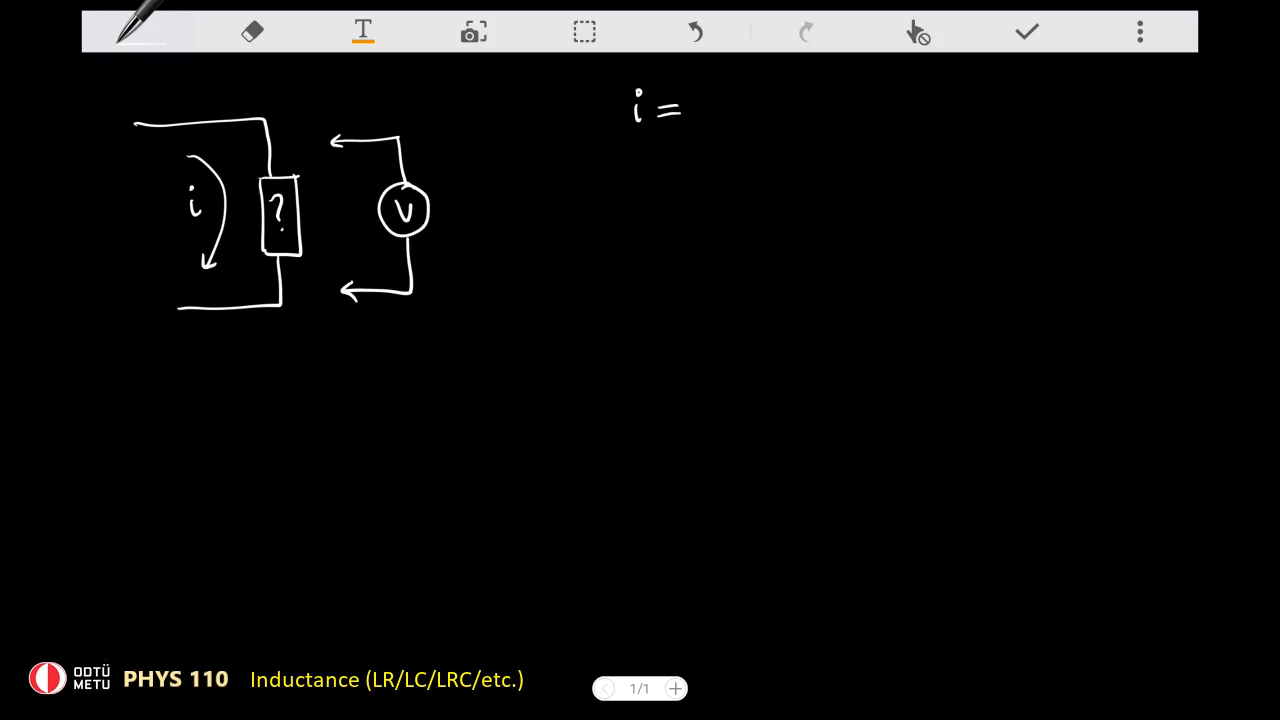 T
i =
i
?
V
ODTÜ
METU
PHYS 110
Inductance (LR/LC/LRC/etc.)
1/1